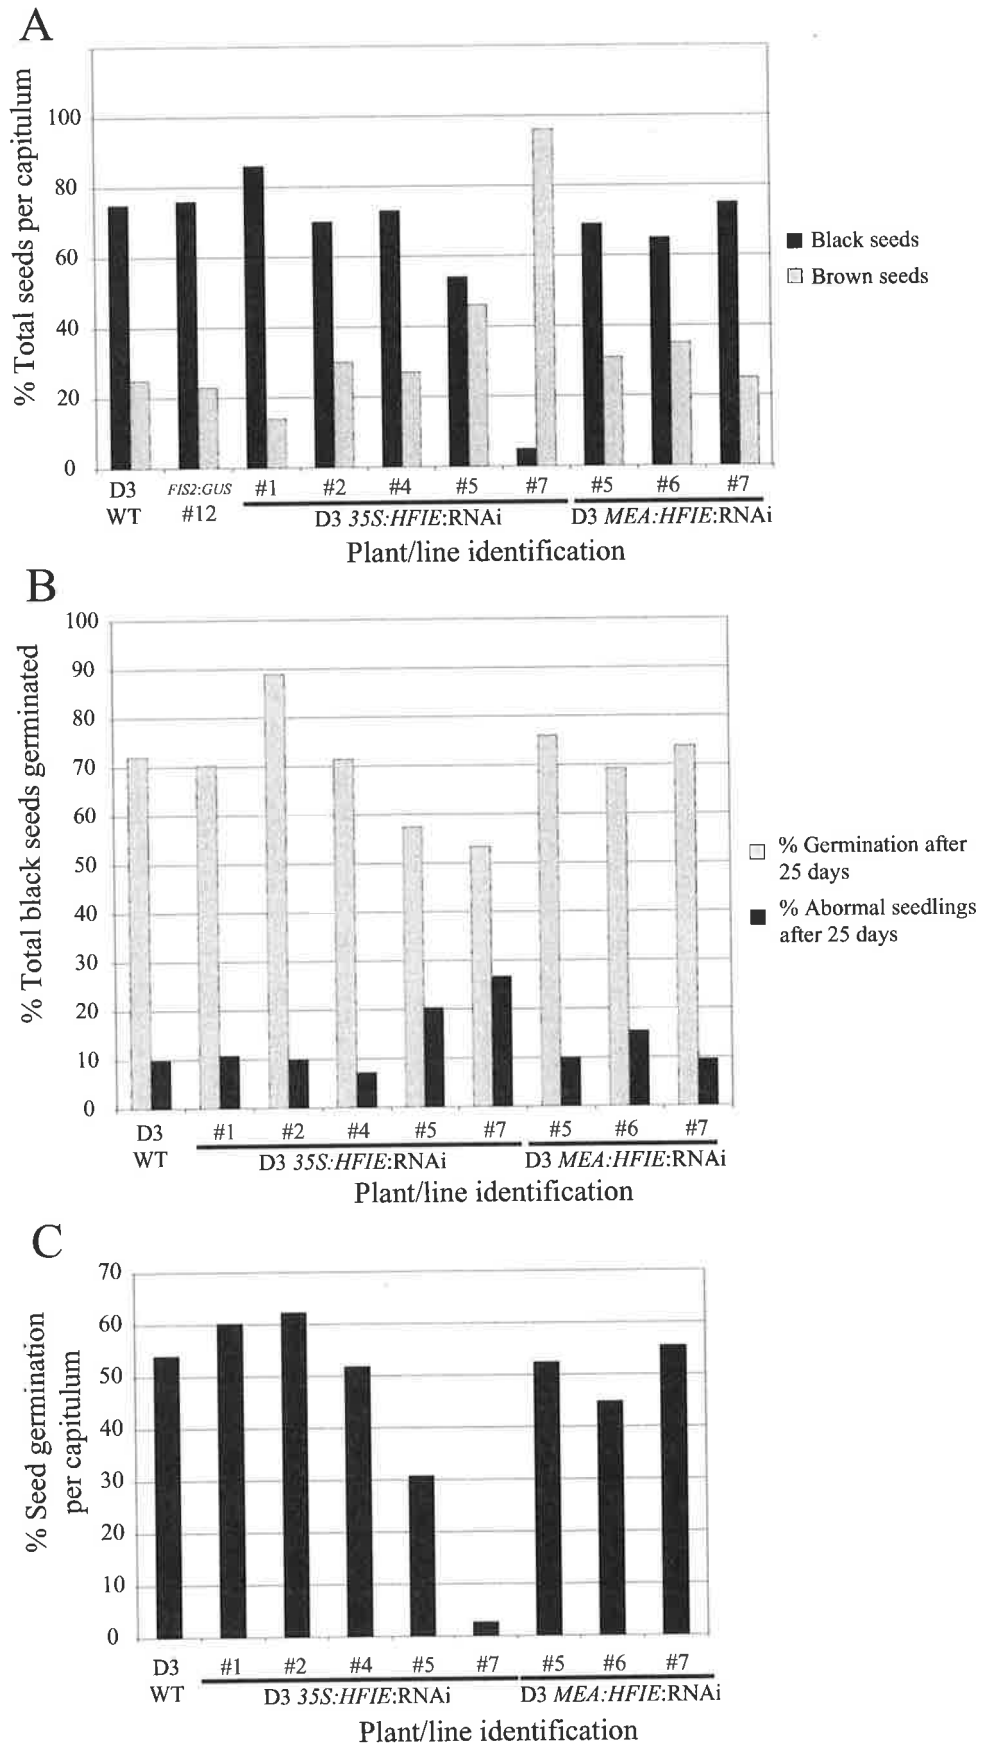 A
% Total seeds per capitulum
100
80
60
40
20
0
Black seeds
Brown seeds
D3 WT
FIS2:GUS #12
#1 #2 #4 #5 #7 #5 #6 #7
D3 35S:HFIE:RNAi D3 MEA:HFIE:RNAi
Plant/line identification
B
% Total black seeds germinated
100
90
80
70
60
50
40
30
20
10
0
% Germination after
25 days
% Abormal seedlings
after 25 days
D3 WT
#1 #2 #4 #5 #7 #5 #6 #7
D3 35S:HFIE:RNAi D3 MEA:HFIE:RNAi
Plant/line identification
C
% Seed germination
per capitulum
70
60
50
40
30
20
10
0
D3 WT
#1 #2 #4 #5 #7 #5 #6 #7
D3 35S:HFIE:RNAi D3 MEA:HFIE:RNAi
Plant/line identification